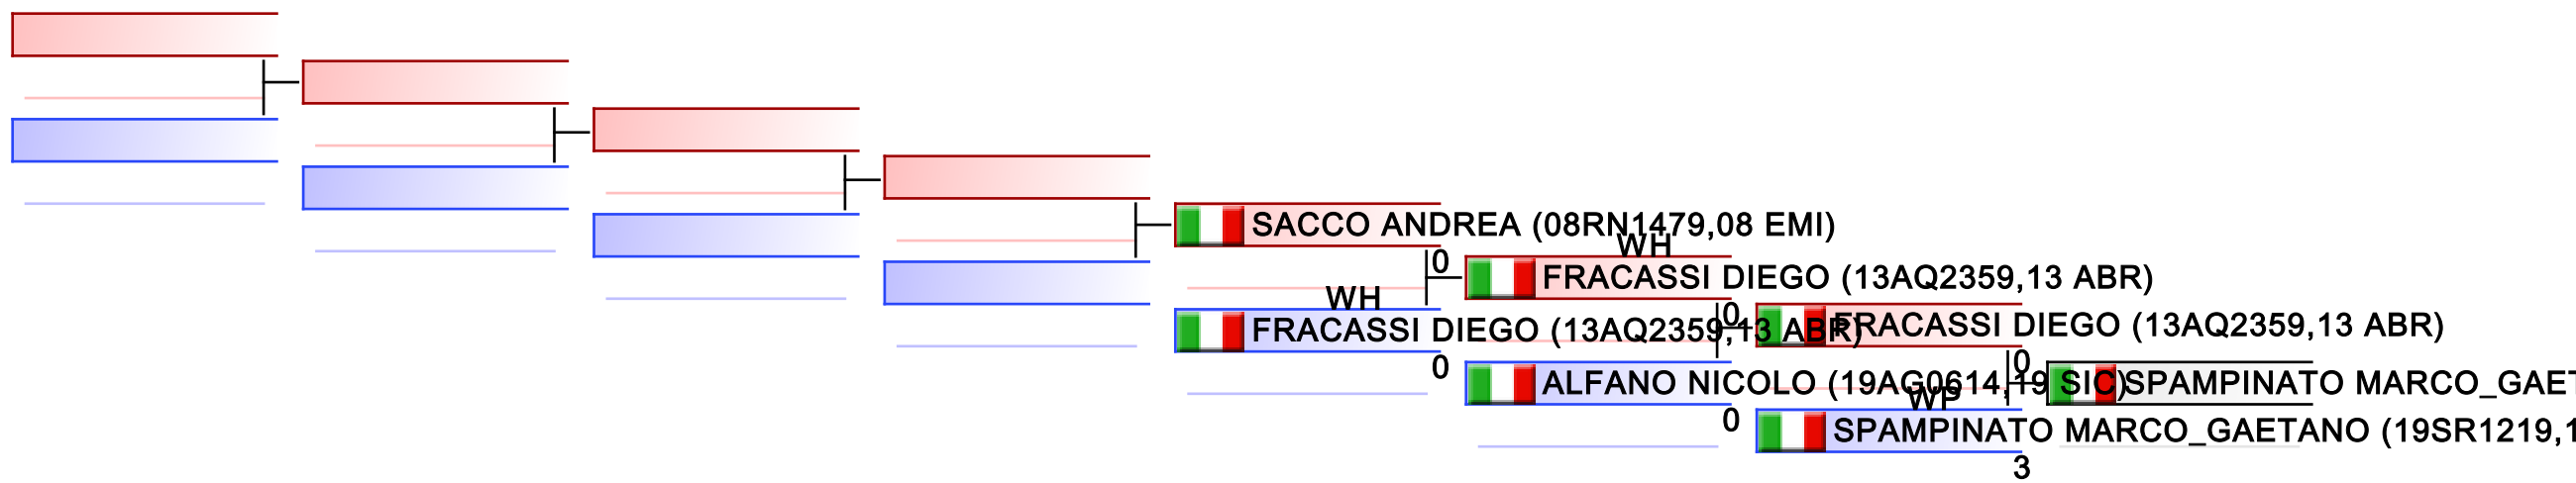 SACCO ANDREA (08RN1479,08 EMI)
0
WH
FRACASSI DIEGO (13AQ2359,13 ABR)
WH
FRACASSI DIEGO (13AQ2359,13 ABR)
0
0
FRACASSI DIEGO (13AQ2359,13 ABR)
ALFANO NICOLO (19AG0614,19 SIC)
0
0
SPAMPINATO MARCO_GAET
WP
SPAMPINATO MARCO_GAETANO (19SR1219,1
3